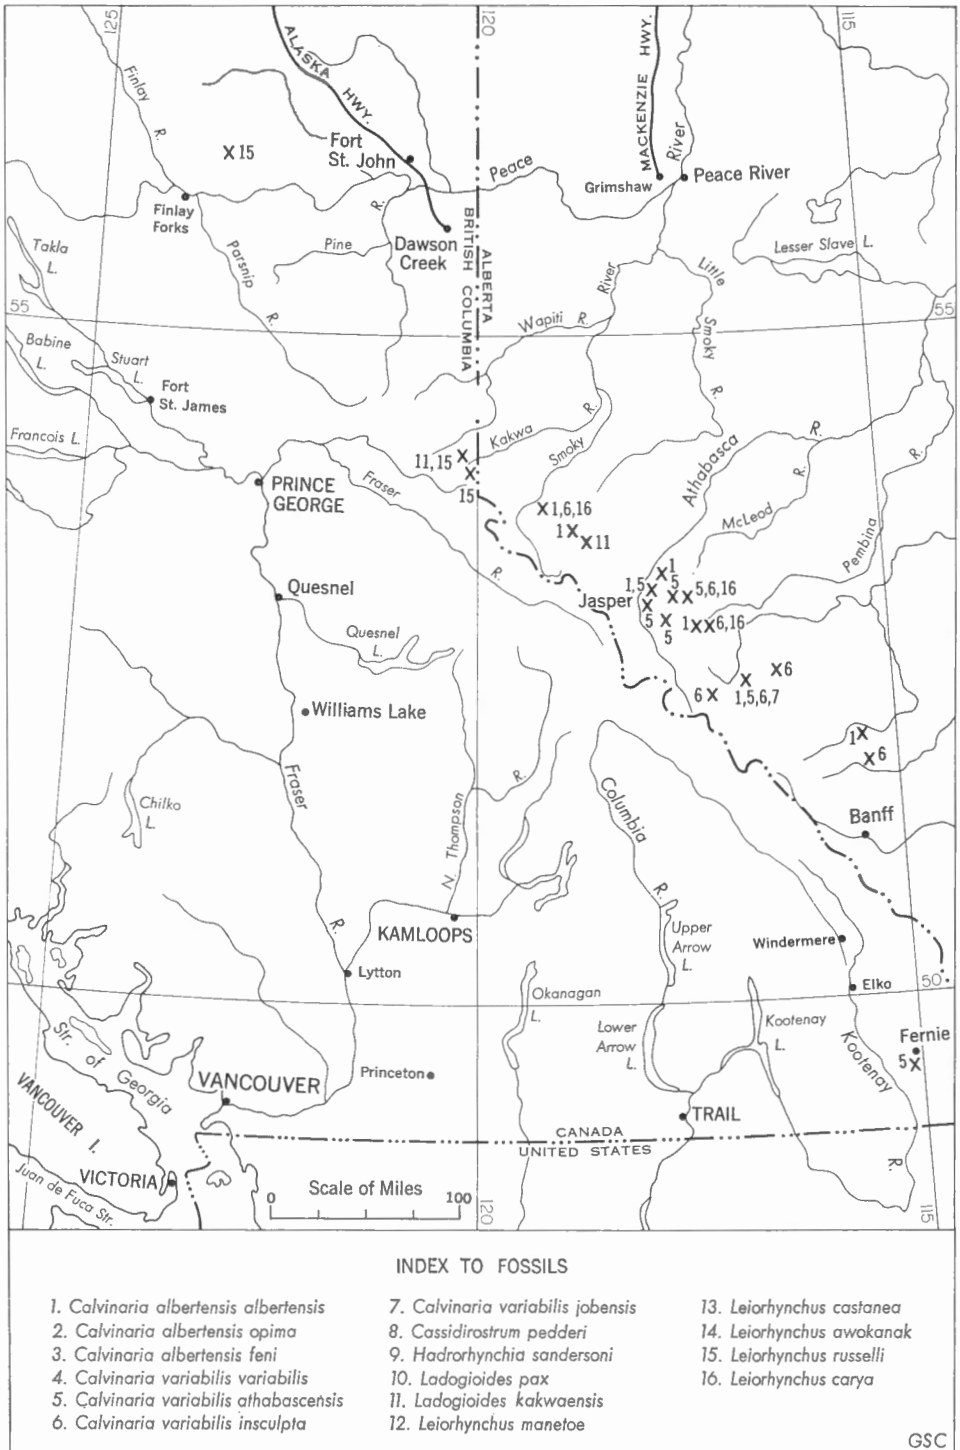 125
120
115
ALASKA HWY.
MACKENZIE HWY.
Finlay R.
X 15
Fort
St. John
Peace
River
Grimshaw
Peace River
Finlay
Forks
R.
Takla
L.
Parsnip
R.
Pine
Dawson
Creek
BRITISH COLUMBIA
ALBERTA
Lesser Slave L.
River
Little
Smoky
R.
55
Wapiti R.
55
Babine
L.
Stuart
L.
Fort
St. James
Francois L.
Kakwa
R.
11,15 X
X
15
Smoky
Athabasca
R.
R.
R.
PRINCE
GEORGE
Fraser
R.
X 1,6,16
1 X
X 11
McLeod
Pembina
X 1
1,5 X
5
X X 5,6,16
Jasper
X
5
X
5
1 X X 6,16
Quesnel
Quesnel
L.
X 6
6 X
X
1,5,6,7
Williams Lake
1 X
X 6
Fraser
R.
Chilko
L.
N. Thompson
R.
Columbia
R.
Banff
KAMLOOPS
Upper
Arrow
L.
Windermere
Lytton
Elko
50
Okanagan
L.
Lower
Arrow
L.
Kootenay
L.
Kootenay
R.
Fernie
5 X
Str. of Georgia
VANCOUVER
Princeton
VANCOUVER I.
TRAIL
CANADA
UNITED STATES
VICTORIA
Juan de Fuca Str.
Scale of Miles
0 100
120
115
INDEX TO FOSSILS
1. Calvinaria albertensis albertensis
2. Calvinaria albertensis opima
3. Calvinaria albertensis feni
4. Calvinaria variabilis variabilis
5. Calvinaria variabilis athabascensis
6. Calvinaria variabilis insculpta
7. Calvinaria variabilis jobensis
8. Cassidirostrum pedderi
9. Hadrorhynchia sandersoni
10. Ladogioides pax
11. Ladogioides kakwaensis
12. Leiorhynchus manetoe
13. Leiorhynchus castanea
14. Leiorhynchus awokanak
15. Leiorhynchus russelli
16. Leiorhynchus carya
GSC